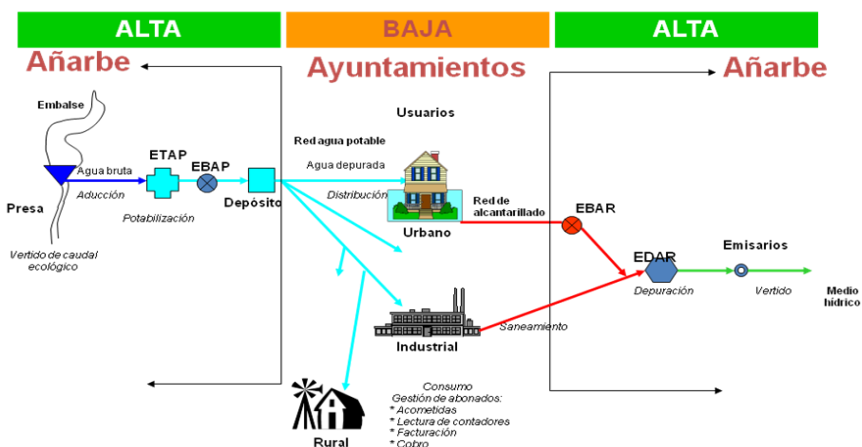 ALTA
BAJA
ALTA
Añarbe
Ayuntamientos
Añarbe
Embalse
Usuarios
Red agua potable
ETAP
EBAP
Agua bruta
Agua depurada
Aducción
Depósito
Distribución
Presa
Potabilización
Urbano
Red de
alcantarillado
EBAR
Vertido de caudal
ecológico
EDAR
Emisarios
Depuración
Vertido
Medio
hídrico
Saneamiento
Industrial
Rural
Consumo
Gestión de abonados:
* Acometidas
* Lectura de contadores
* Facturación
* Cobro